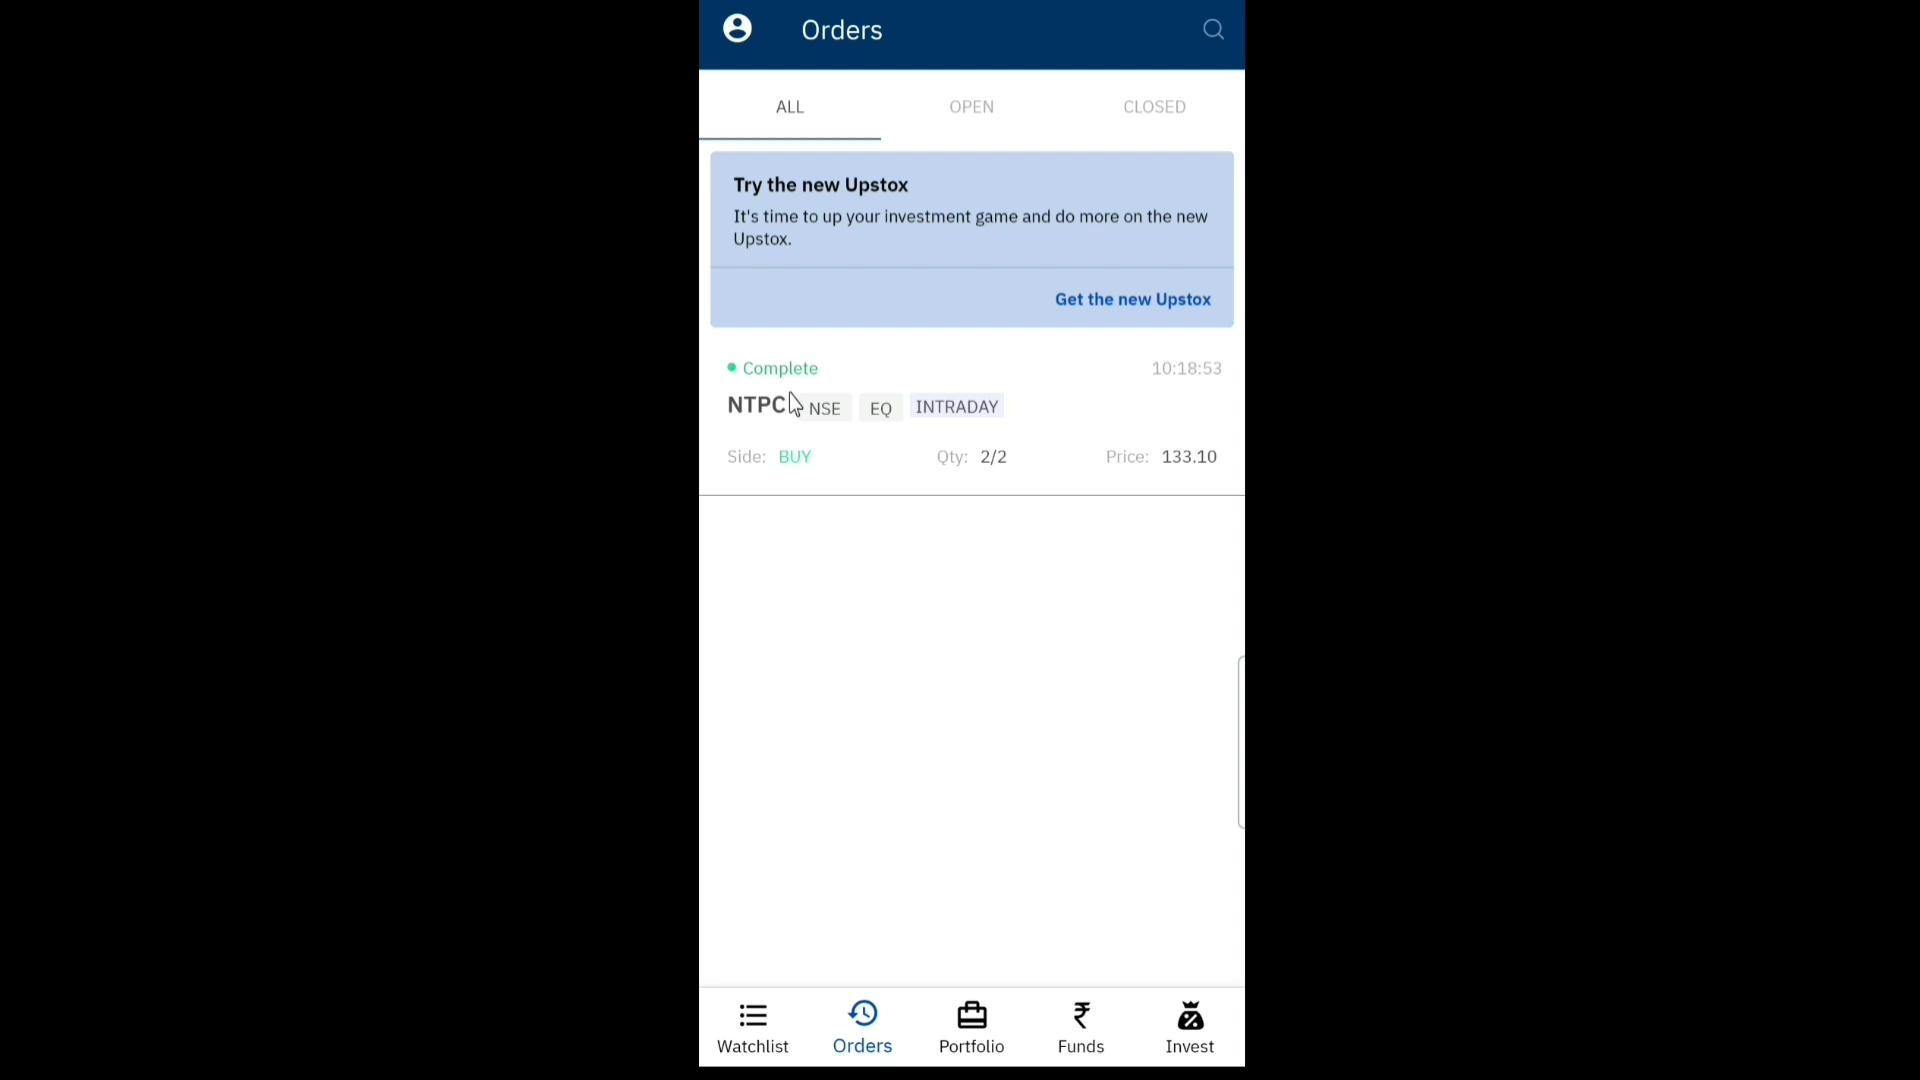 Orders
ALL OPEN CLOSED
Try the new Upstox
It's time to up your investment game and do more on the new
Upstox.
Get the new Upstox
Complete 10:18:53
NTPC NSE EQ INTRADAY
Side: BUY Qty: 2/2 Price: 133.10
Watchlist Orders Portfolio Funds Invest